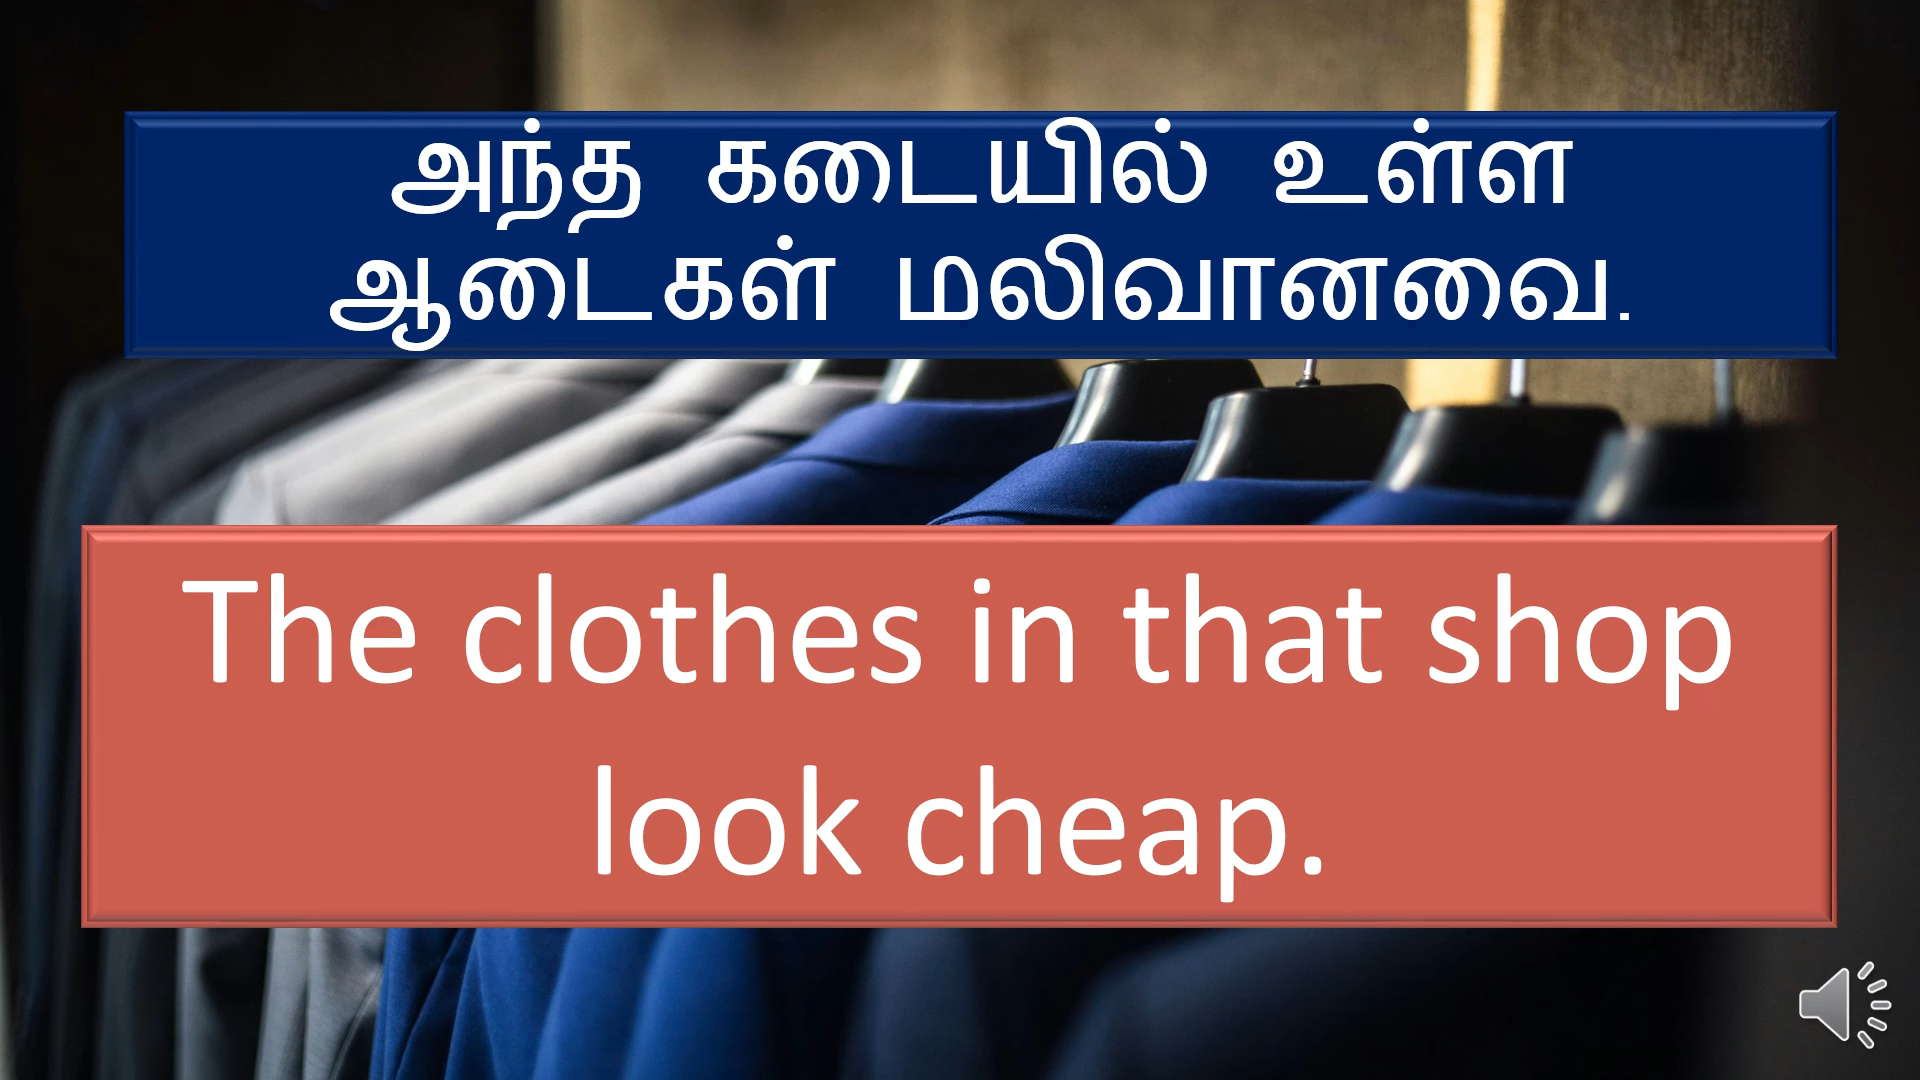 அந்த கடையில் உள்ள
ஆடைகள் மலிவானவை.
The clothes in that shop
look cheap.